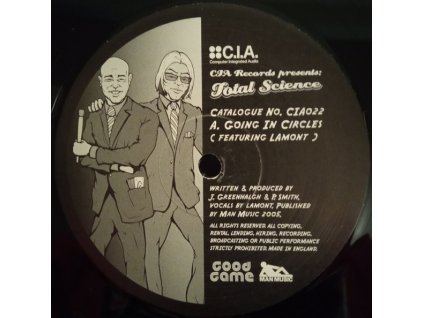 C.I.A.
Computer Integrated Audio
CIA Records presents:
Total Science
Catalogue No. CIA022
A. Going In Circles
( featuring Lamont )
Written & Produced by
J. Greenhalgh & P. Smith,
Vocals by Lamont, Published
by Man Music 2005.
All rights reserved. All copying,
rental, lending, hiring, recording,
broadcasting or public performance
strictly prohibited. Made in England.
GOOD
GAME
MAN MUSIC